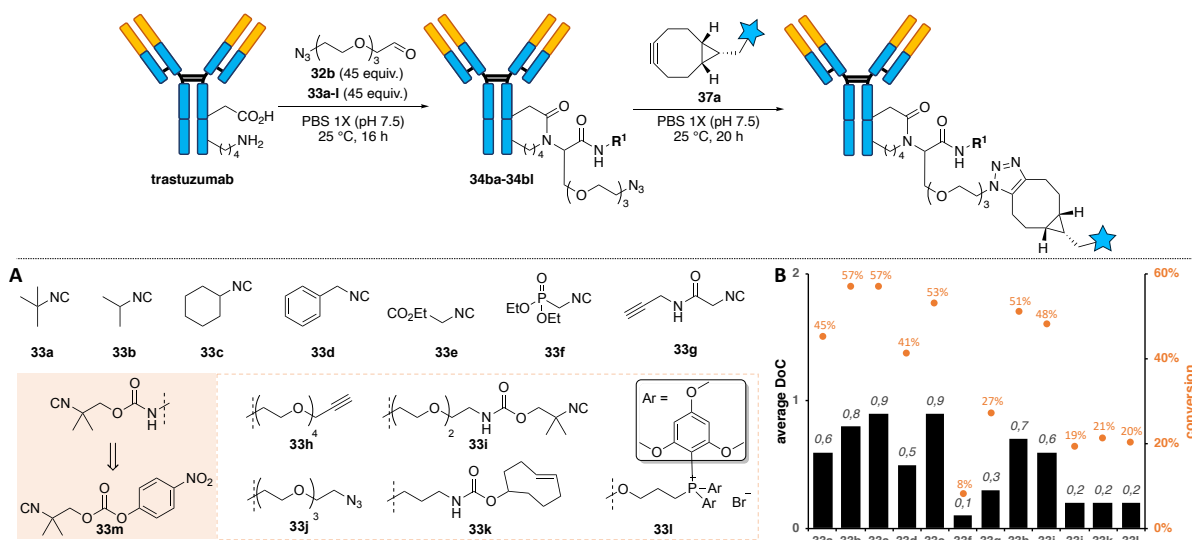 N₃ O 3 O
32b (45 equiv.)
33a-l (45 equiv.)
PBS 1X (pH 7.5)
25 °C, 16 h
CO₂H
NH₂
4
trastuzumab
O
N O
N R¹
H
4
O N₃
3
34ba-34bl
H
H
37a
PBS 1X (pH 7.5)
25 °C, 20 h
O
N O
N R¹
H
4
O 3
N N
N
H
H
A
NC
33a
NC
33b
NC
33c
NC
33d
CO₂Et NC
33e
O
EtO P NC
OEt
33f
O
N NC
H
33g
O
CN O N
H
O NO₂
CN O O
33m
O
4
33h
O N O NC
2 H
O
33i
O N₃
3
33j
O
N O
H
33k
Ar =
O
O O
O P Ar
Ar Br⁻
+
33l
B
2
1
0
average DoC
60%
40%
20%
0%
conversion
45% 57% 57% 41% 53% 8% 27% 51% 48% 19% 21% 20%
0,6 0,8 0,9 0,5 0,9 0,1 0,3 0,7 0,6 0,2 0,2 0,2